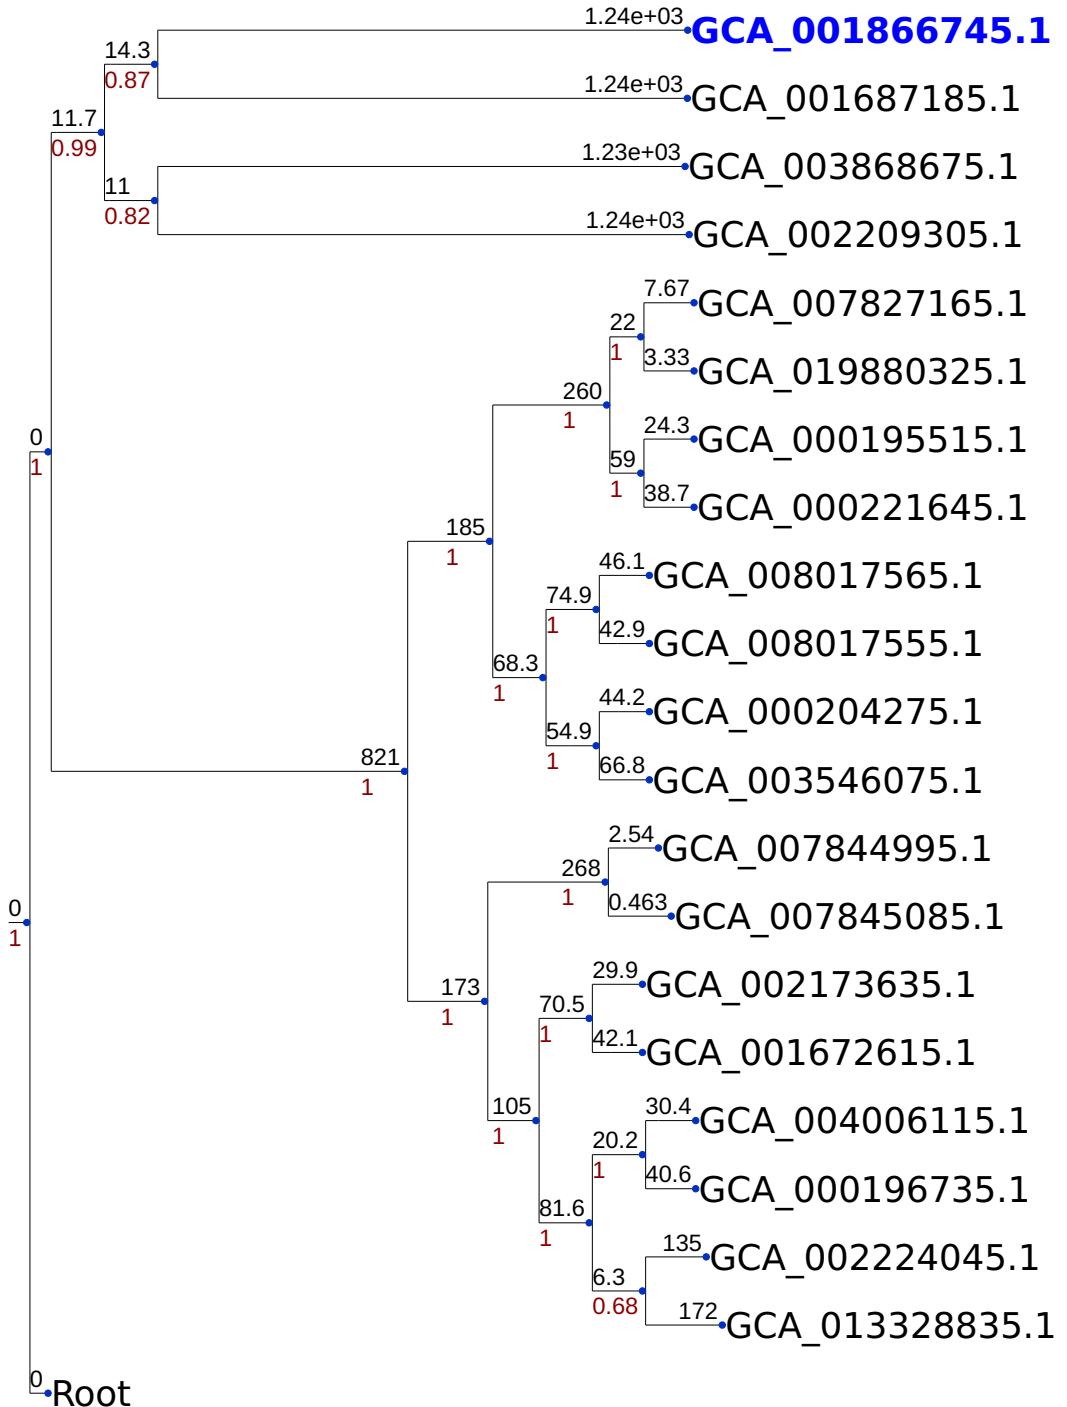 1.24e+03
GCA_001866745.1
14.3
0.87
1.24e+03
GCA_001687185.1
11.7
0.99
1.23e+03
GCA_003868675.1
11
0.82
1.24e+03
GCA_002209305.1
7.67
GCA_007827165.1
22
1
3.33
GCA_019880325.1
260
1
24.3
GCA_000195515.1
0
1
59
1
38.7
GCA_000221645.1
185
1
46.1
GCA_008017565.1
74.9
1
42.9
GCA_008017555.1
68.3
1
44.2
GCA_000204275.1
54.9
1
66.8
GCA_003546075.1
821
1
2.54
GCA_007844995.1
268
1
0.463
GCA_007845085.1
0
1
29.9
GCA_002173635.1
173
1
70.5
1
42.1
GCA_001672615.1
105
1
30.4
GCA_004006115.1
20.2
1
40.6
GCA_000196735.1
81.6
1
135
GCA_002224045.1
6.3
0.68
172
GCA_013328835.1
0
Root